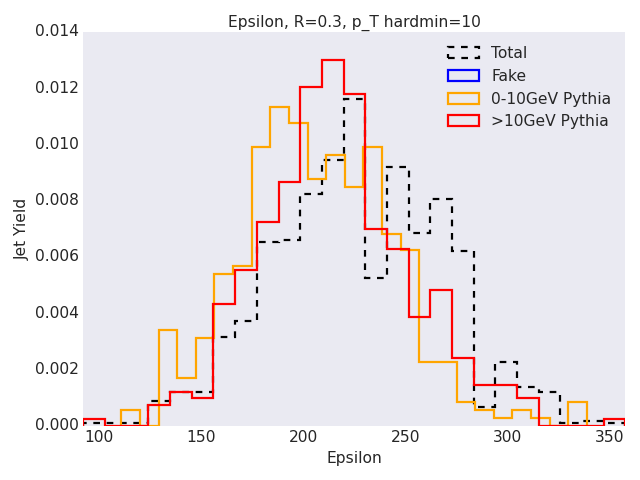 Epsilon, R=0.3, p_T hardmin=10
Total
Fake
0-10GeV Pythia
>10GeV Pythia
Jet Yield
0.014
0.012
0.010
0.008
0.006
0.004
0.002
0.000
100 150 200 250 300 350
Epsilon